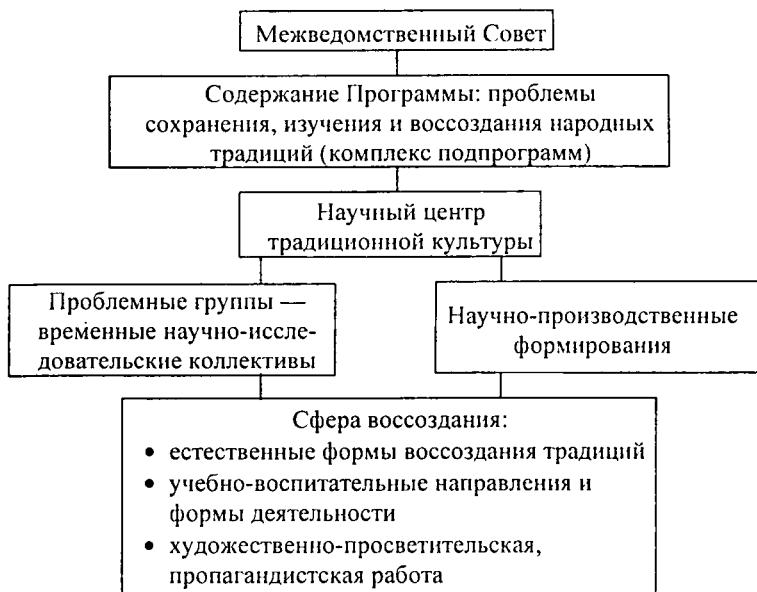 Межведомственный Совет
Содержание Программы: проблемы
сохранения, изучения и воссоздания народных
традиций (комплекс подпрограмм)
Научный центр
традиционной культуры
Проблемные группы —
временные научно-иссле-
довательские коллективы
Научно-производственные
формирования
Сфера воссоздания:
• естественные формы воссоздания традиций
• учебно-воспитательные направления и
формы деятельности
• художественно-просветительская,
пропагандистская работа